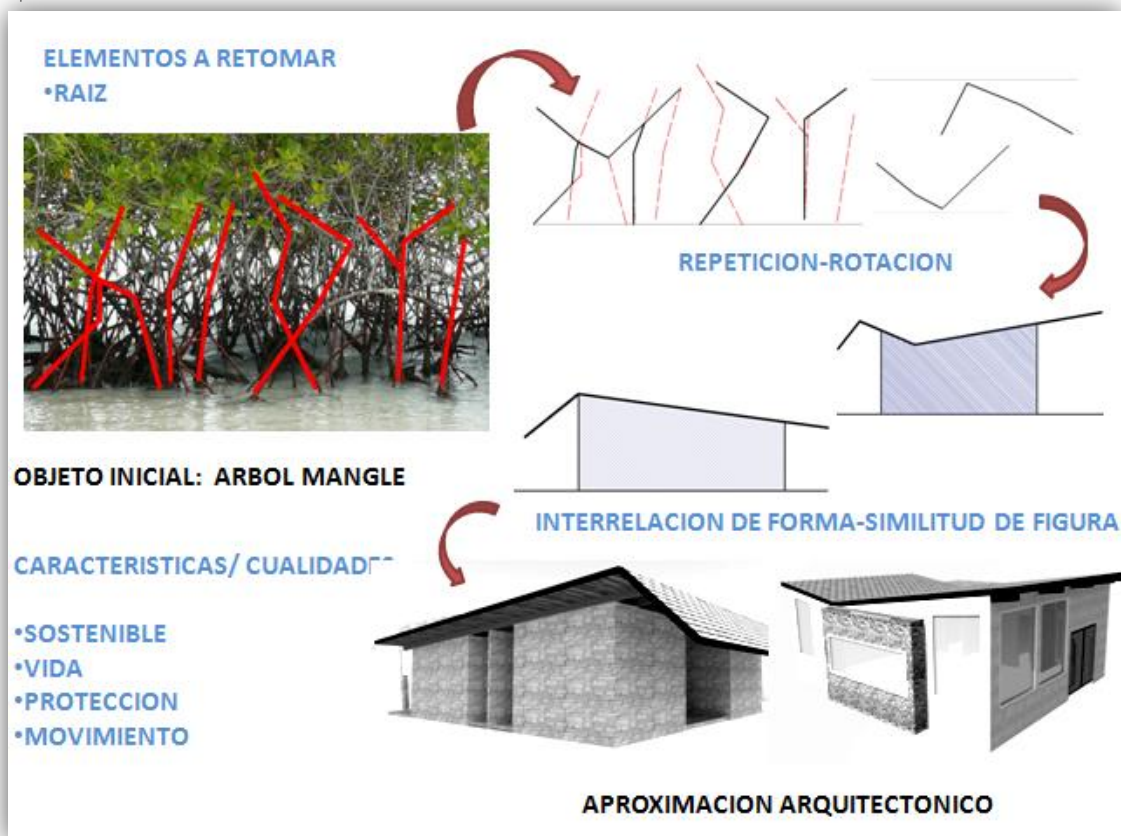 ELEMENTOS A RETOMAR
•RAIZ
REPETICION-ROTACION
OBJETO INICIAL: ARBOL MANGLE
INTERRELACION DE FORMA-SIMILITUD DE FIGURA
CARACTERISTICAS/
•SOSTENIBLE
•VIDA
•PROTECCION
•MOVIMIENTO
APROXIMACION ARQUITECTONICO